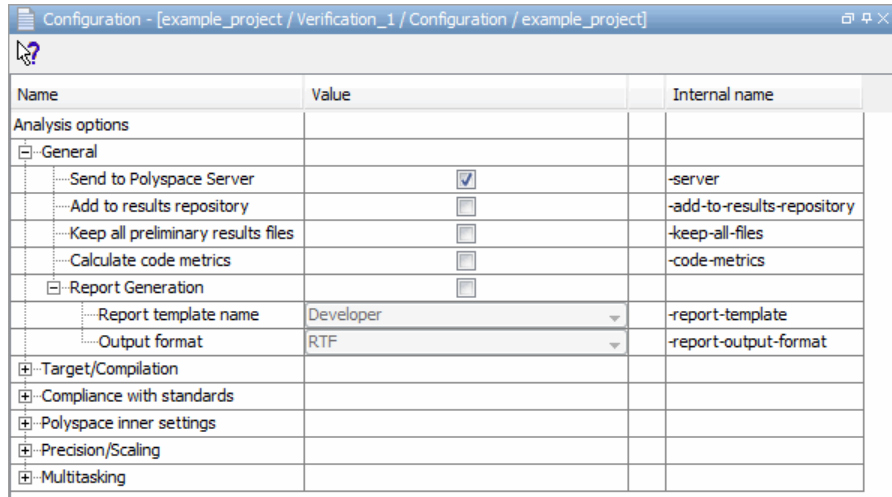 Configuration - [example_project / Verification_1 / Configuration / example_project]
Name Value Internal name
Analysis options
General
Send to Polyspace Server -server
Add to results repository -add-to-results-repository
Keep all preliminary results files -keep-all-files
Calculate code metrics -code-metrics
Report Generation
Report template name Developer -report-template
Output format RTF -report-output-format
Target/Compilation
Compliance with standards
Polyspace inner settings
Precision/Scaling
Multitasking